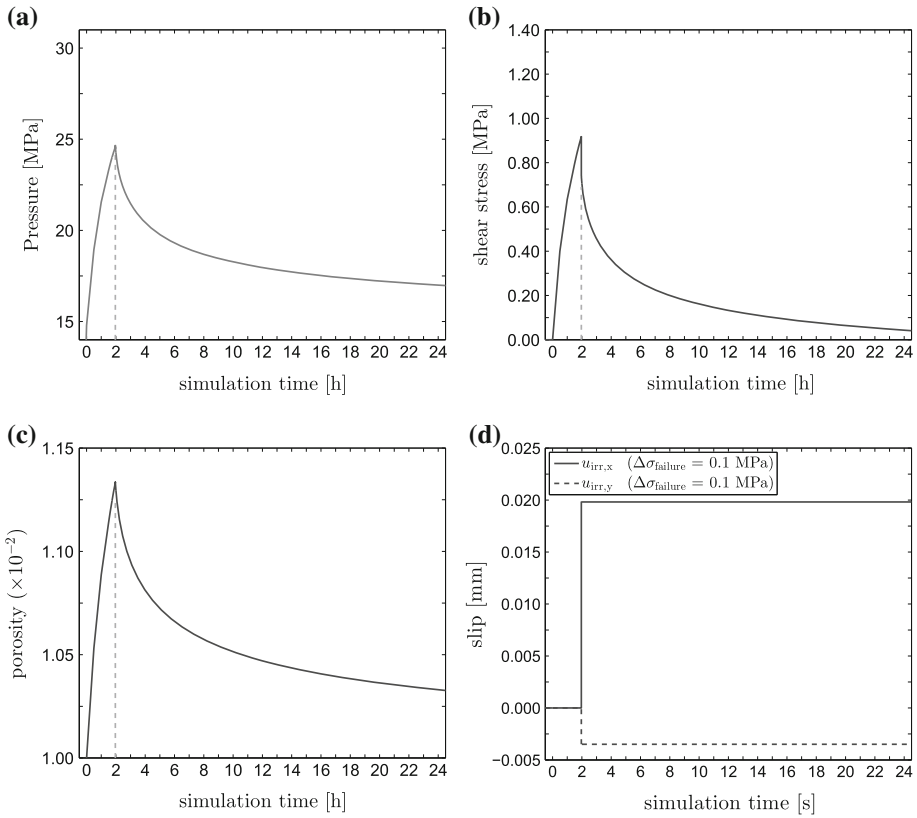 (a)
30
25
20
15
Pressure [MPa]
0 2 4 6 8 10 12 14 16 18 20 22 24
simulation time [h]
(b)
1.40
1.20
1.00
0.80
0.60
0.40
0.20
0.00
shear stress [MPa]
0 2 4 6 8 10 12 14 16 18 20 22 24
simulation time [h]
(c)
1.15
1.10
1.05
1.00
porosity (×10⁻²)
0 2 4 6 8 10 12 14 16 18 20 22 24
simulation time [h]
(d)
0.025
0.020
0.015
0.010
0.005
0.000
−0.005
slip [mm]
u_irr,x (Δσ_failure = 0.1 MPa)
u_irr,y (Δσ_failure = 0.1 MPa)
0 2 4 6 8 10 12 14 16 18 20 22 24
simulation time [s]